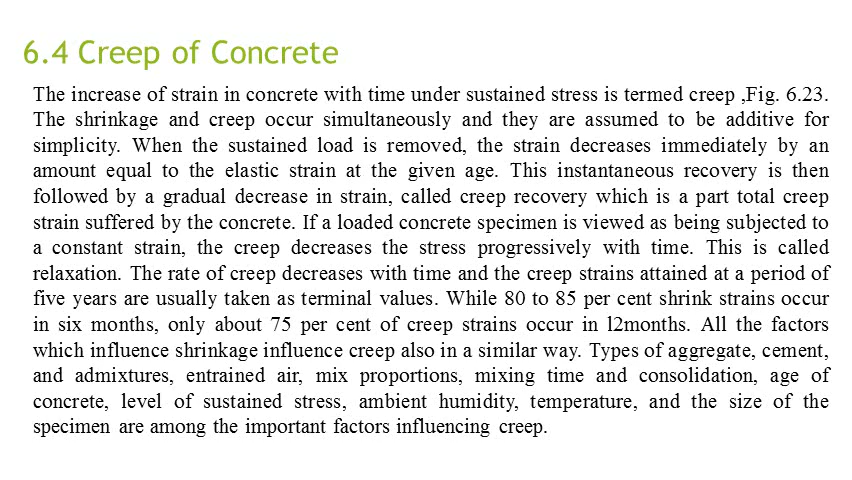 6.4 Creep of Concrete
The increase of strain in concrete with time under sustained stress is termed creep ,Fig. 6.23.
The shrinkage and creep occur simultaneously and they are assumed to be additive for
simplicity. When the sustained load is removed, the strain decreases immediately by an
amount equal to the elastic strain at the given age. This instantaneous recovery is then
followed by a gradual decrease in strain, called creep recovery which is a part total creep
strain suffered by the concrete. If a loaded concrete specimen is viewed as being subjected to
a constant strain, the creep decreases the stress progressively with time. This is called
relaxation. The rate of creep decreases with time and the creep strains attained at a period of
five years are usually taken as terminal values. While 80 to 85 per cent shrink strains occur
in six months, only about 75 per cent of creep strains occur in l2months. All the factors
which influence shrinkage influence creep also in a similar way. Types of aggregate, cement,
and admixtures, entrained air, mix proportions, mixing time and consolidation, age of
concrete, level of sustained stress, ambient humidity, temperature, and the size of the
specimen are among the important factors influencing creep.